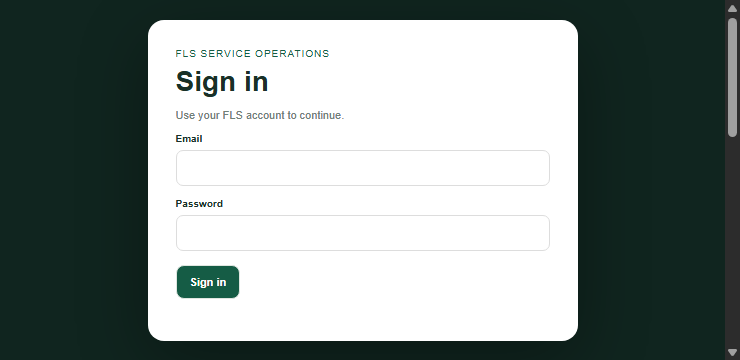 FLS SERVICE OPERATIONS
Sign in
Use your FLS account to continue.
Email
Password
Sign in